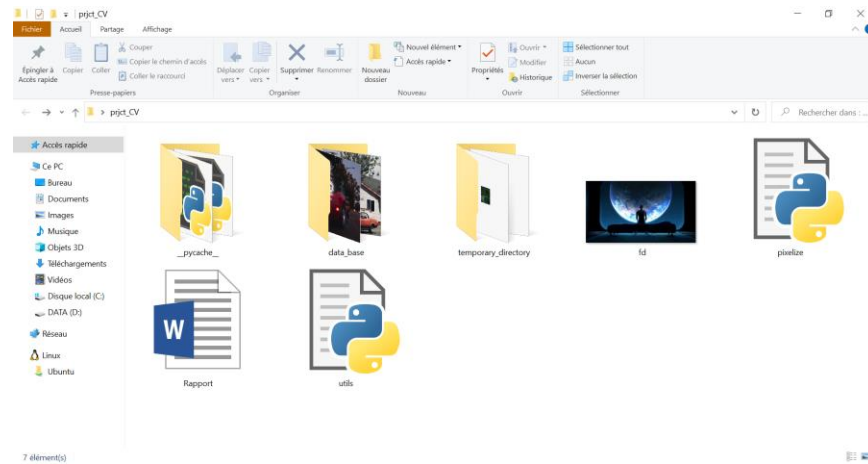 prjct_CV
Fichier Accueil Partage Affichage
Épingler à Accès rapide
Copier
Coller
Couper
Copier le chemin d'accès
Coller le raccourci
Presse-papiers
Déplacer vers
Copier vers
Supprimer
Renommer
Organiser
Nouveau dossier
Nouvel élément
Accès rapide
Nouveau
Propriétés
Ouvrir
Modifier
Historique
Ouvrir
Sélectionner tout
Aucun
Inverser la sélection
Sélectionner
prjct_CV
Rechercher dans : ...
Accès rapide
Ce PC
Bureau
Documents
Images
Musique
Objets 3D
Téléchargements
Vidéos
Disque local (C:)
DATA (D:)
Réseau
Linux
Ubuntu
__pycache__ data_base temporary_directory fd pixelize
W
Rapport utils
7 élément(s)